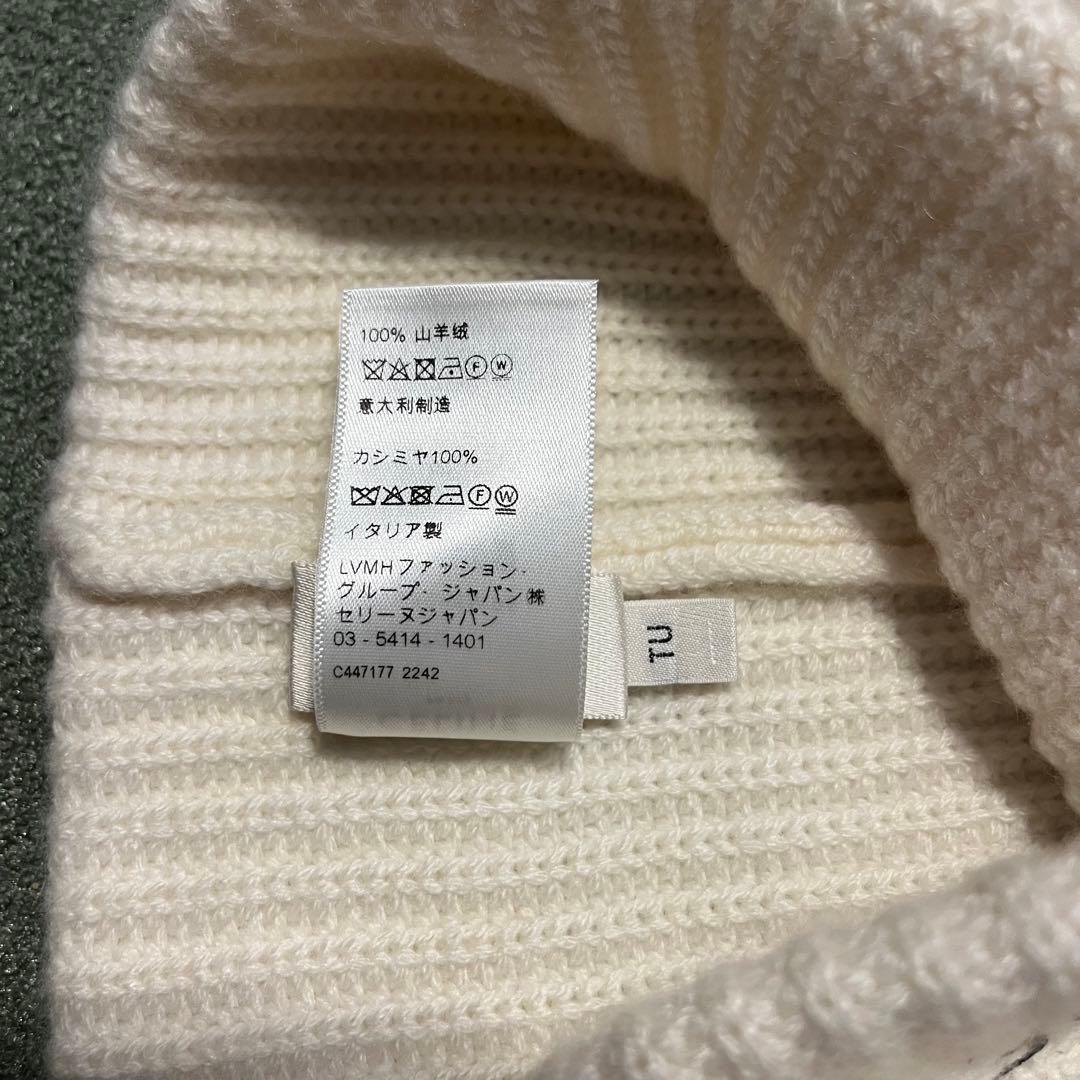 100% 山羊绒
意大利制造
カシミヤ100%
イタリア製
LVMHファッション・
グループ・ジャパン㈱
セリーヌジャパン
03 - 5414 - 1401
C447177 2242
TU